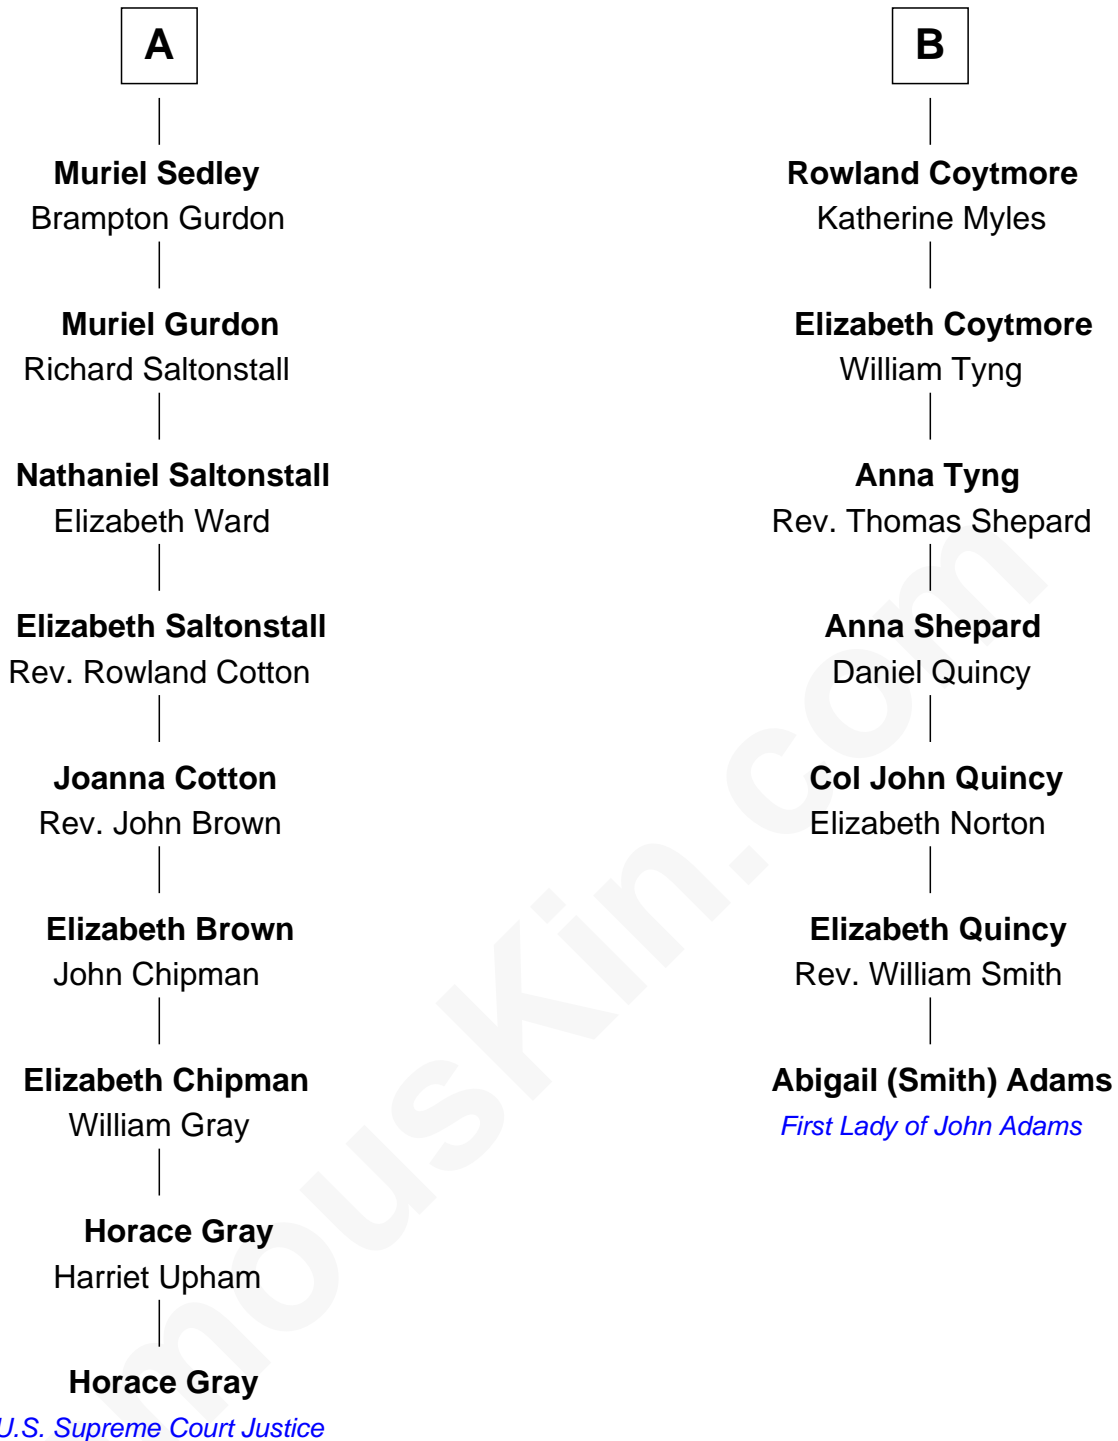 A
Muriel Sedley
Brampton Gurdon
Muriel Gurdon
Richard Saltonstall
Nathaniel Saltonstall
Elizabeth Ward
Elizabeth Saltonstall
Rev. Rowland Cotton
Joanna Cotton
Rev. John Brown
Elizabeth Brown
John Chipman
Elizabeth Chipman
William Gray
Horace Gray
Harriet Upham
Horace Gray
U.S. Supreme Court Justice
B
Rowland Coytmore
Katherine Myles
Elizabeth Coytmore
William Tyng
Anna Tyng
Rev. Thomas Shepard
Anna Shepard
Daniel Quincy
Col John Quincy
Elizabeth Norton
Elizabeth Quincy
Rev. William Smith
Abigail (Smith) Adams
First Lady of John Adams
mousKin.com